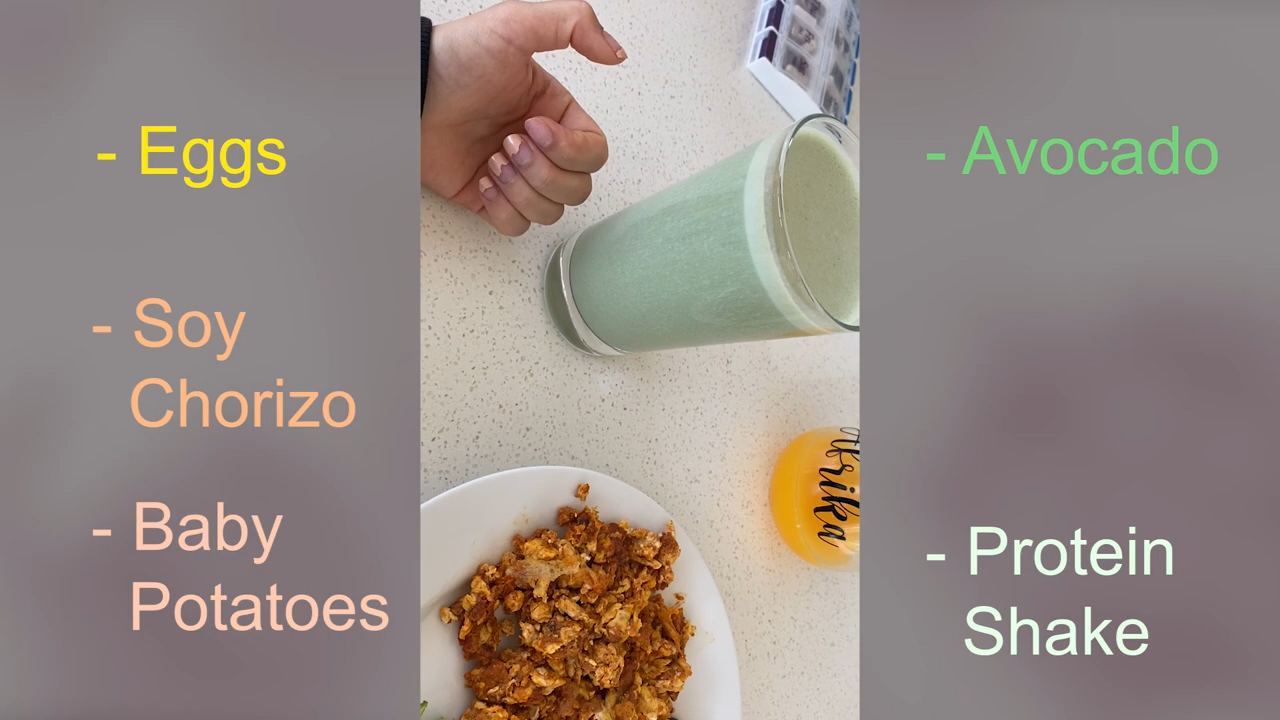 - Eggs
- Soy
Chorizo
- Baby
Potatoes
- Avocado
- Protein
Shake